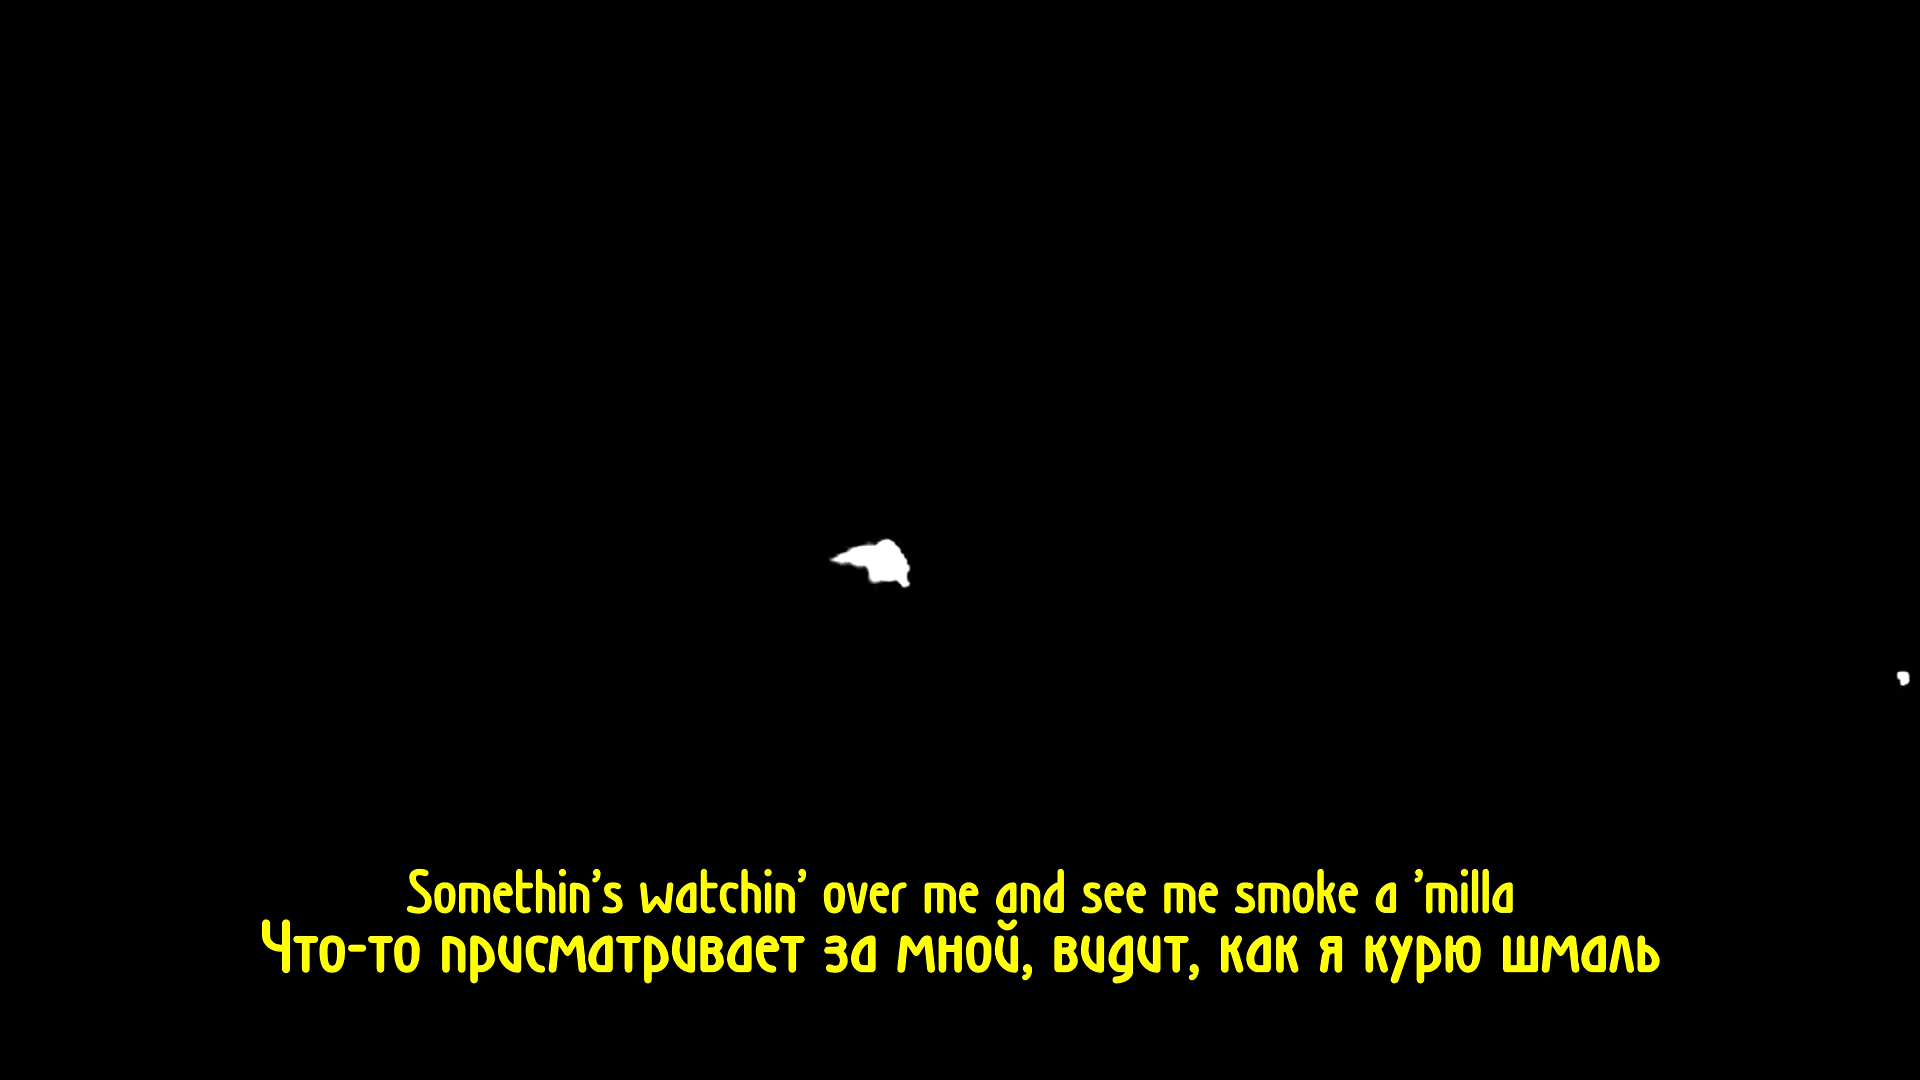 Somethin's watchin' over me and see me smoke a 'milla
Что-то присматривает за мной, видит, как я курю шмаль